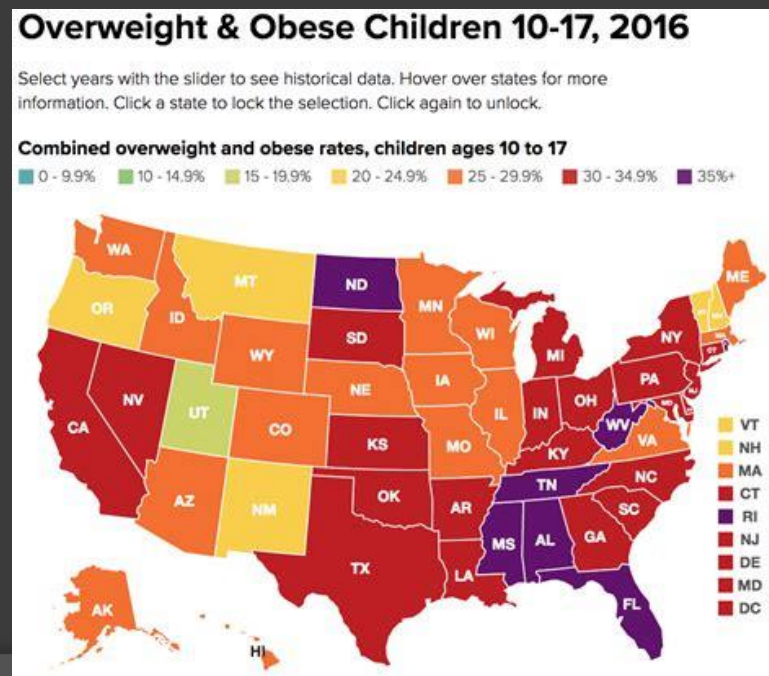 Overweight & Obese Children 10-17, 2016
Select years with the slider to see historical data. Hover over states for more
information. Click a state to lock the selection. Click again to unlock.
Combined overweight and obese rates, children ages 10 to 17
0 - 9.9%
10 - 14.9%
15 - 19.9%
20 - 24.9%
25 - 29.9%
30 - 34.9%
35%+
WA
MT
ND
MN
ME
OR
ID
WY
SD
WI
MI
NY
NE
IA
PA
NV
UT
CO
IL
IN
OH
CA
KS
MO
KY
WV
VA
AZ
NM
OK
TN
NC
AR
SC
TX
LA
MS
AL
GA
FL
AK
HI
VT
NH
MA
CT
RI
NJ
DE
MD
DC